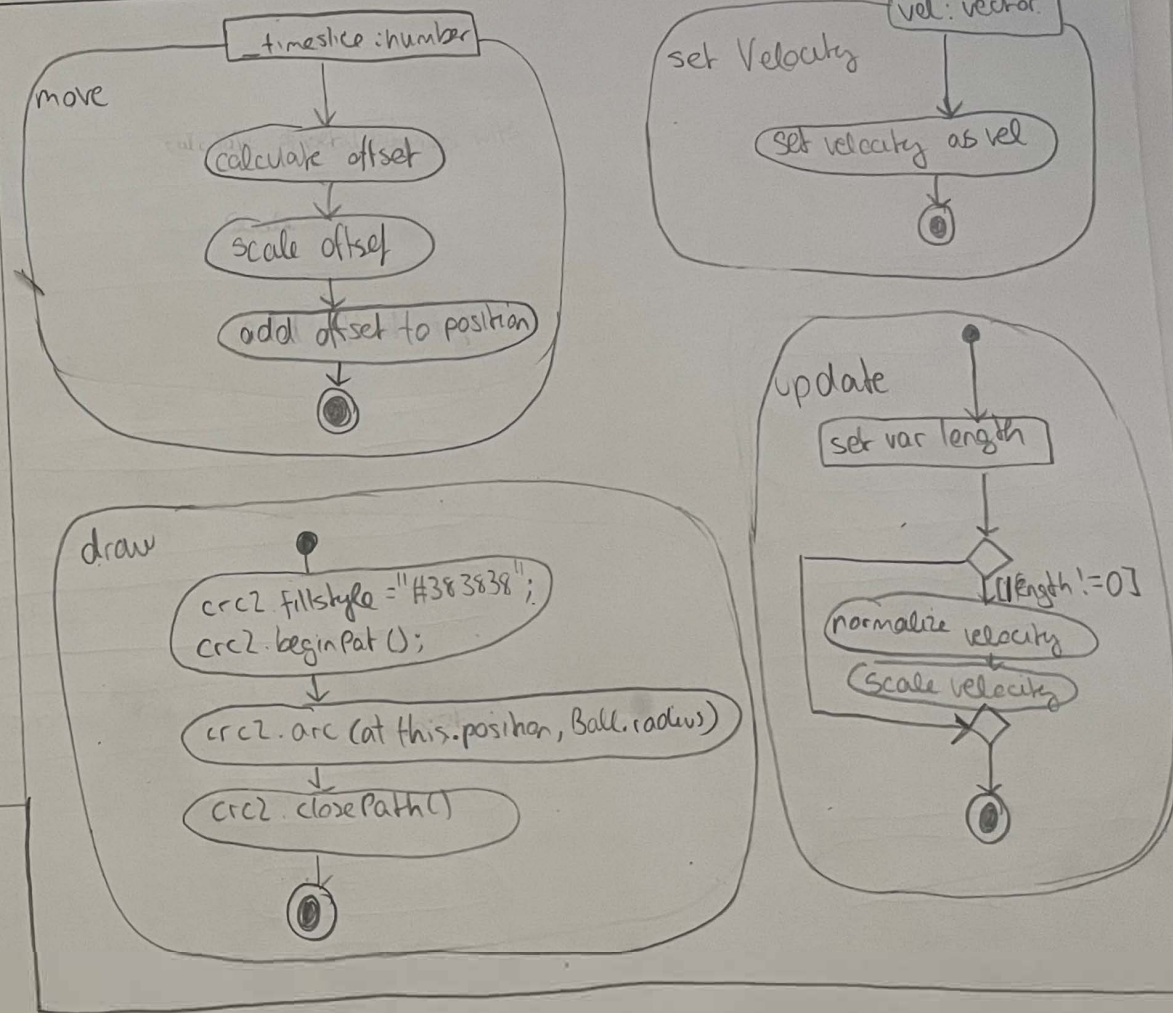 _timeslice : number
move
calculate offset
scale offset
add offset to position
vel: vector
set Velocity
set velocity as vel
update
set var length
[length != 0]
normalize velocity
scale velocity
draw
crc2.fillstyle = "#383838";
crc2.beginPat ();
crc2.arc (at this.position, Ball.radius)
crc2.closePath()